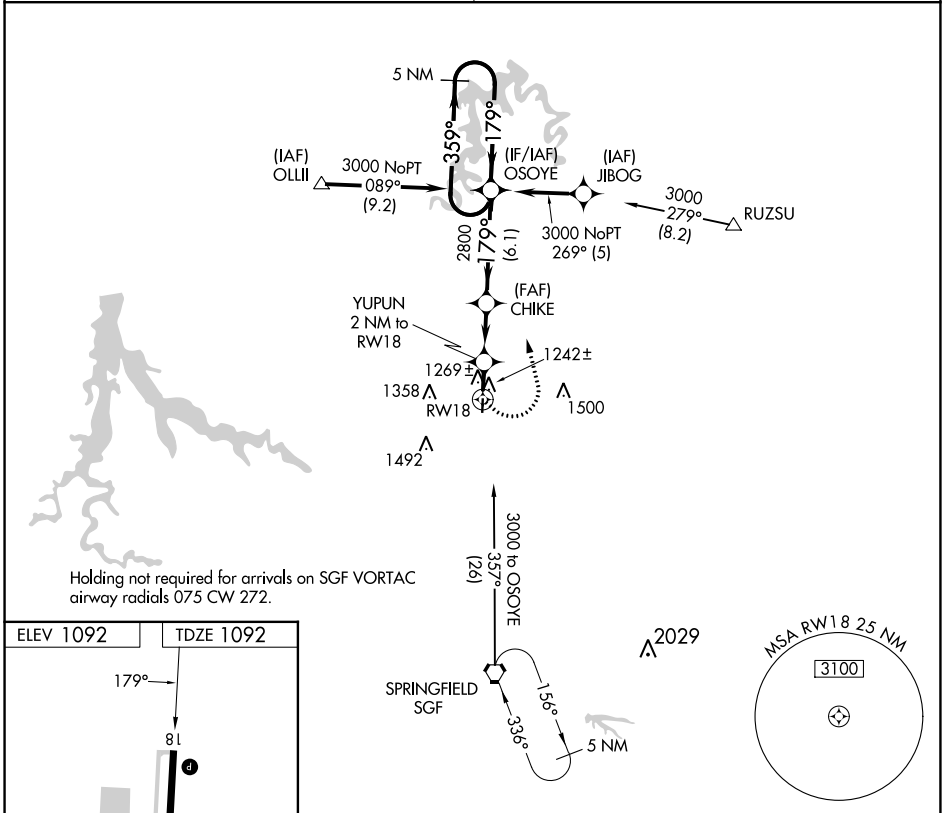 5 NM
359°
179°
(IAF)
OLLII
3000 NoPT
089°
(9.2)
(IF/IAF)
OSOYE
(IAF)
JIBOG
3000
279°
(8.2)
RUZSU
3000 NoPT
269° (5)
2800
179°
(6.1)
(FAF)
CHIKE
YUPUN
2 NM to
RW18
1269±
1242±
1358
RW18
1500
1492
3000 to OSOYE
357°
(26)
Holding not required for arrivals on SGF VORTAC
airway radials 075 CW 272.
ELEV 1092
TDZE 1092
179°
18
P
SPRINGFIELD
SGF
156°
336°
5 NM
2029
MSA RW18 25 NM
3100